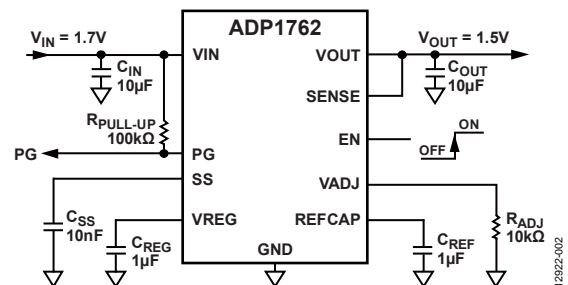 ADP1762
VIN = 1.7V
VIN
VOUT
VOUT = 1.5V
CIN
10µF
COUT
10µF
SENSE
RPULL-UP
100kΩ
EN
ON
OFF
PG
PG
SS
VADJ
CSS
10nF
VREG
REFCAP
RADJ
10kΩ
CREG
1µF
CREF
1µF
GND
12922-002